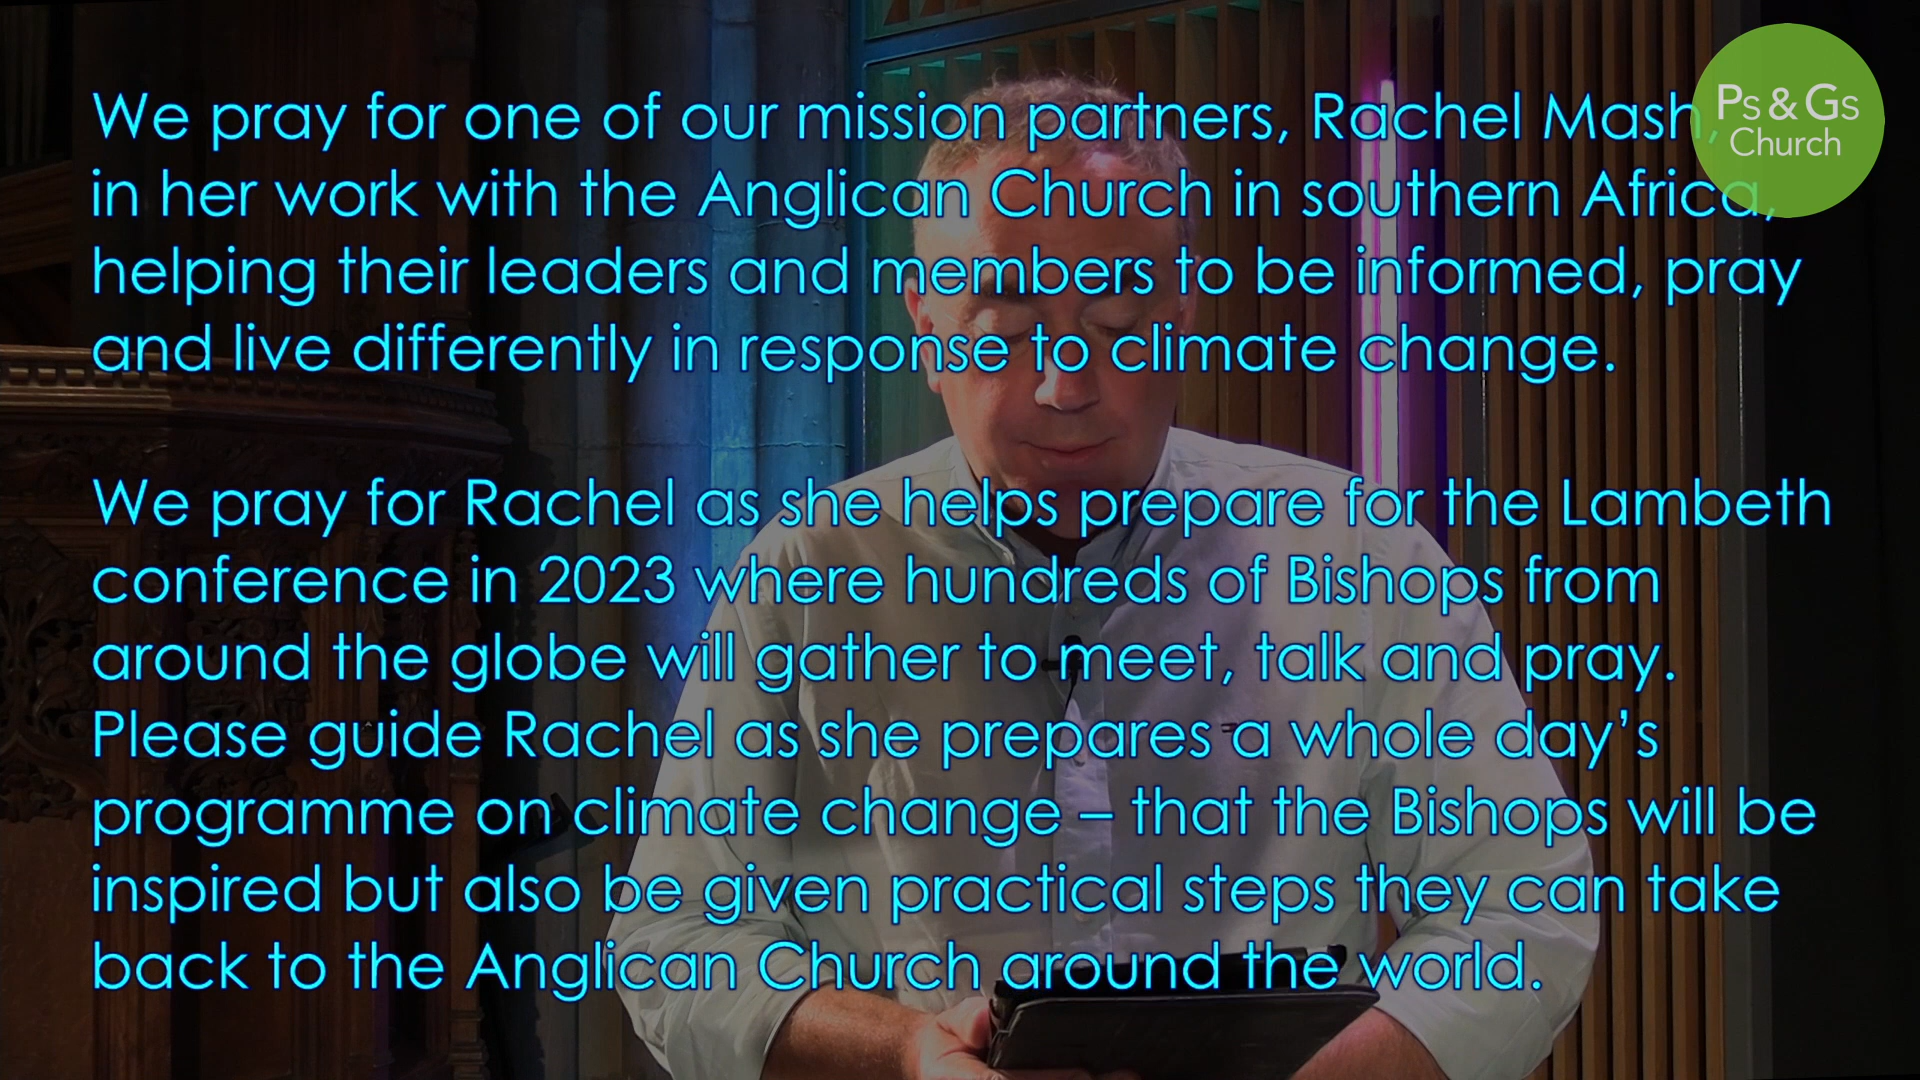 We pray for one of our mission partners, Rachel Mash,
in her work with the Anglican Church in southern Africa,
helping their leaders and members to be informed, pray
and live differently in response to climate change.
We pray for Rachel as she helps prepare for the Lambeth
conference in 2023 where hundreds of Bishops from
around the globe will gather to meet, talk and pray.
Please guide Rachel as she prepares a whole day’s
programme on climate change – that the Bishops will be
inspired but also be given practical steps they can take
back to the Anglican Church around the world.
Ps & Gs
Church